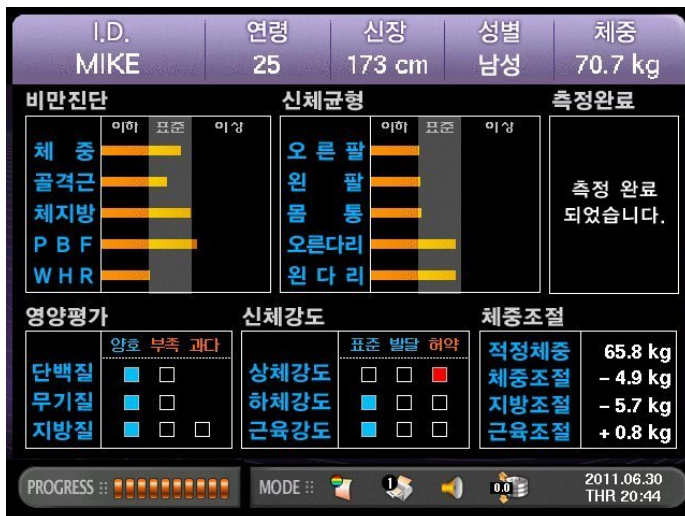 I.D. 연령 신장 성별 체중
MIKE 25 173 cm 남성 70.7 kg
비만진단
이하 표준 이상
체 중
골격근
체지방
P B F
W H R
신체균형
이하 표준 이상
오 른 팔
왼 팔
몸 통
오른다리
왼 다 리
측정완료
측정 완료
되었습니다.
영양평가
양호 부족 과다
단백질
무기질
지방질
신체강도
표준 발달 허약
상체강도
하체강도
근육강도
체중조절
적정체중 65.8 kg
체중조절 – 4.9 kg
지방조절 – 5.7 kg
근육조절 + 0.8 kg
PROGRESS :: MODE :: 1 0.0 2011.06.30
THR 20:44